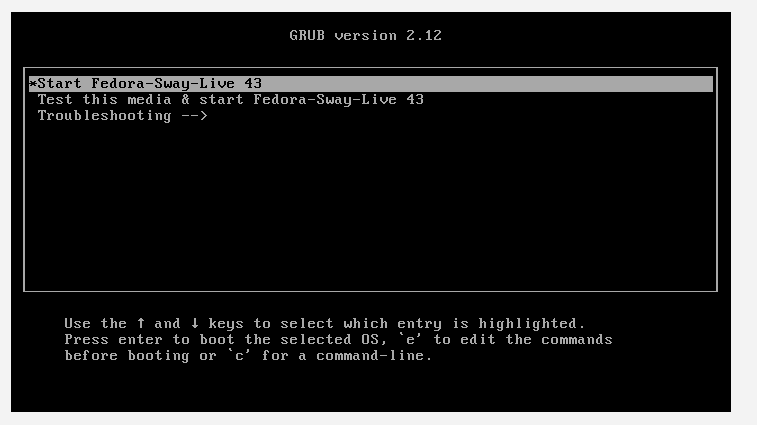 GRUB version 2.12
*Start Fedora-Sway-Live 43
Test this media & start Fedora-Sway-Live 43
Troubleshooting -->
Use the ↑ and ↓ keys to select which entry is highlighted.
Press enter to boot the selected OS, `e' to edit the commands
before booting or `c' for a command-line.